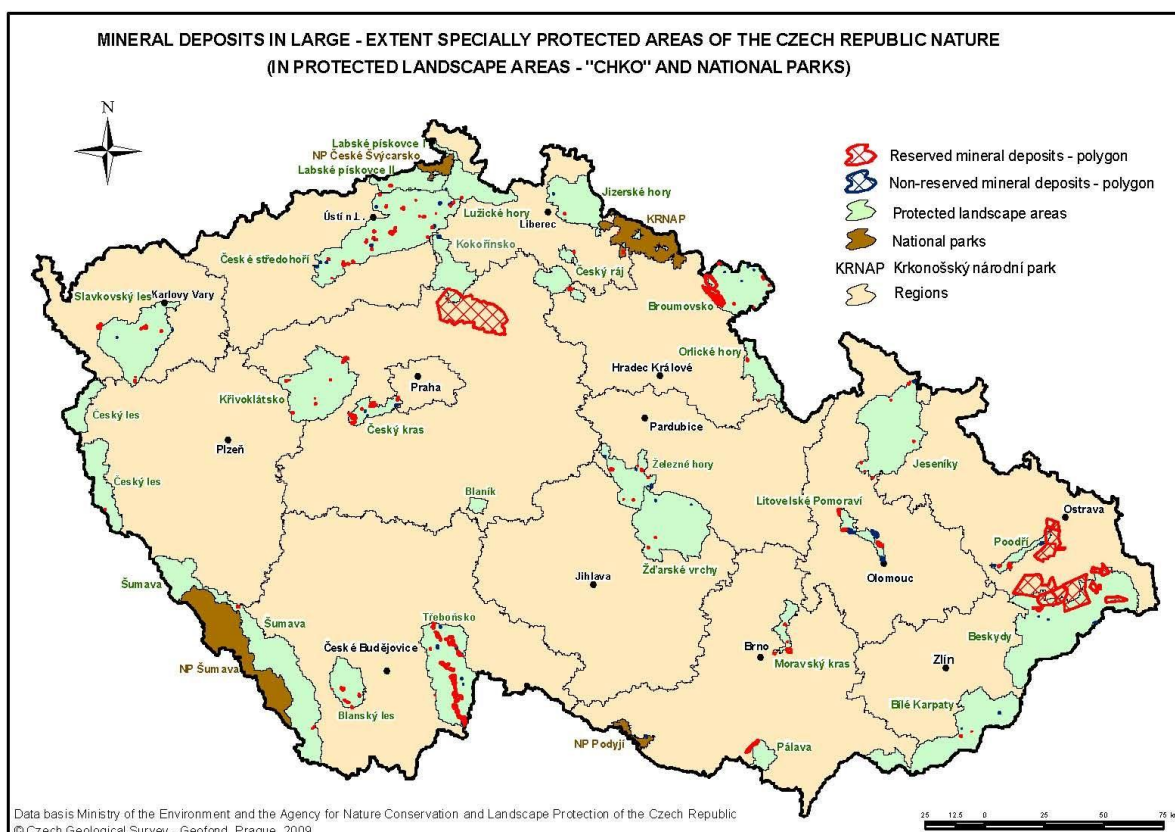 MINERAL DEPOSITS IN LARGE - EXTENT SPECIALLY PROTECTED AREAS OF THE CZECH REPUBLIC NATURE
(IN PROTECTED LANDSCAPE AREAS - "CHKO" AND NATIONAL PARKS)
N
Reserved mineral deposits - polygon
Non-reserved mineral deposits - polygon
Protected landscape areas
National parks
KRNAP Krkonošský národní park
Regions
Labské pískovce I
NP České Švýcarsko
Labské pískovce II
Jizerské hory
Ústí n.L.
Lužické hory
Liberec
KRNAP
Kokořínsko
České středohoří
Český ráj
Slavkovský les
Karlovy Vary
Broumovsko
Orlické hory
Hradec Králové
Praha
Křivoklátsko
Český les
Český kras
Pardubice
Plzeň
Český les
Železné hory
Jeseníky
Blaník
Litovelské Pomoraví
Ostrava
Poodří
Žďárské vrchy
Olomouc
Jihlava
Šumava
Šumava
Třeboňsko
České Budějovice
Brno
Moravský kras
Beskydy
Zlín
NP Šumava
Blanský les
Bílé Karpaty
NP Podyjí
Pálava
Data basis Ministry of the Environment and the Agency for Nature Conservation and Landscape Protection of the Czech Republic
© Czech Geological Survey - Geofond, Prague, 2009
25 12.5 0 25 50 75